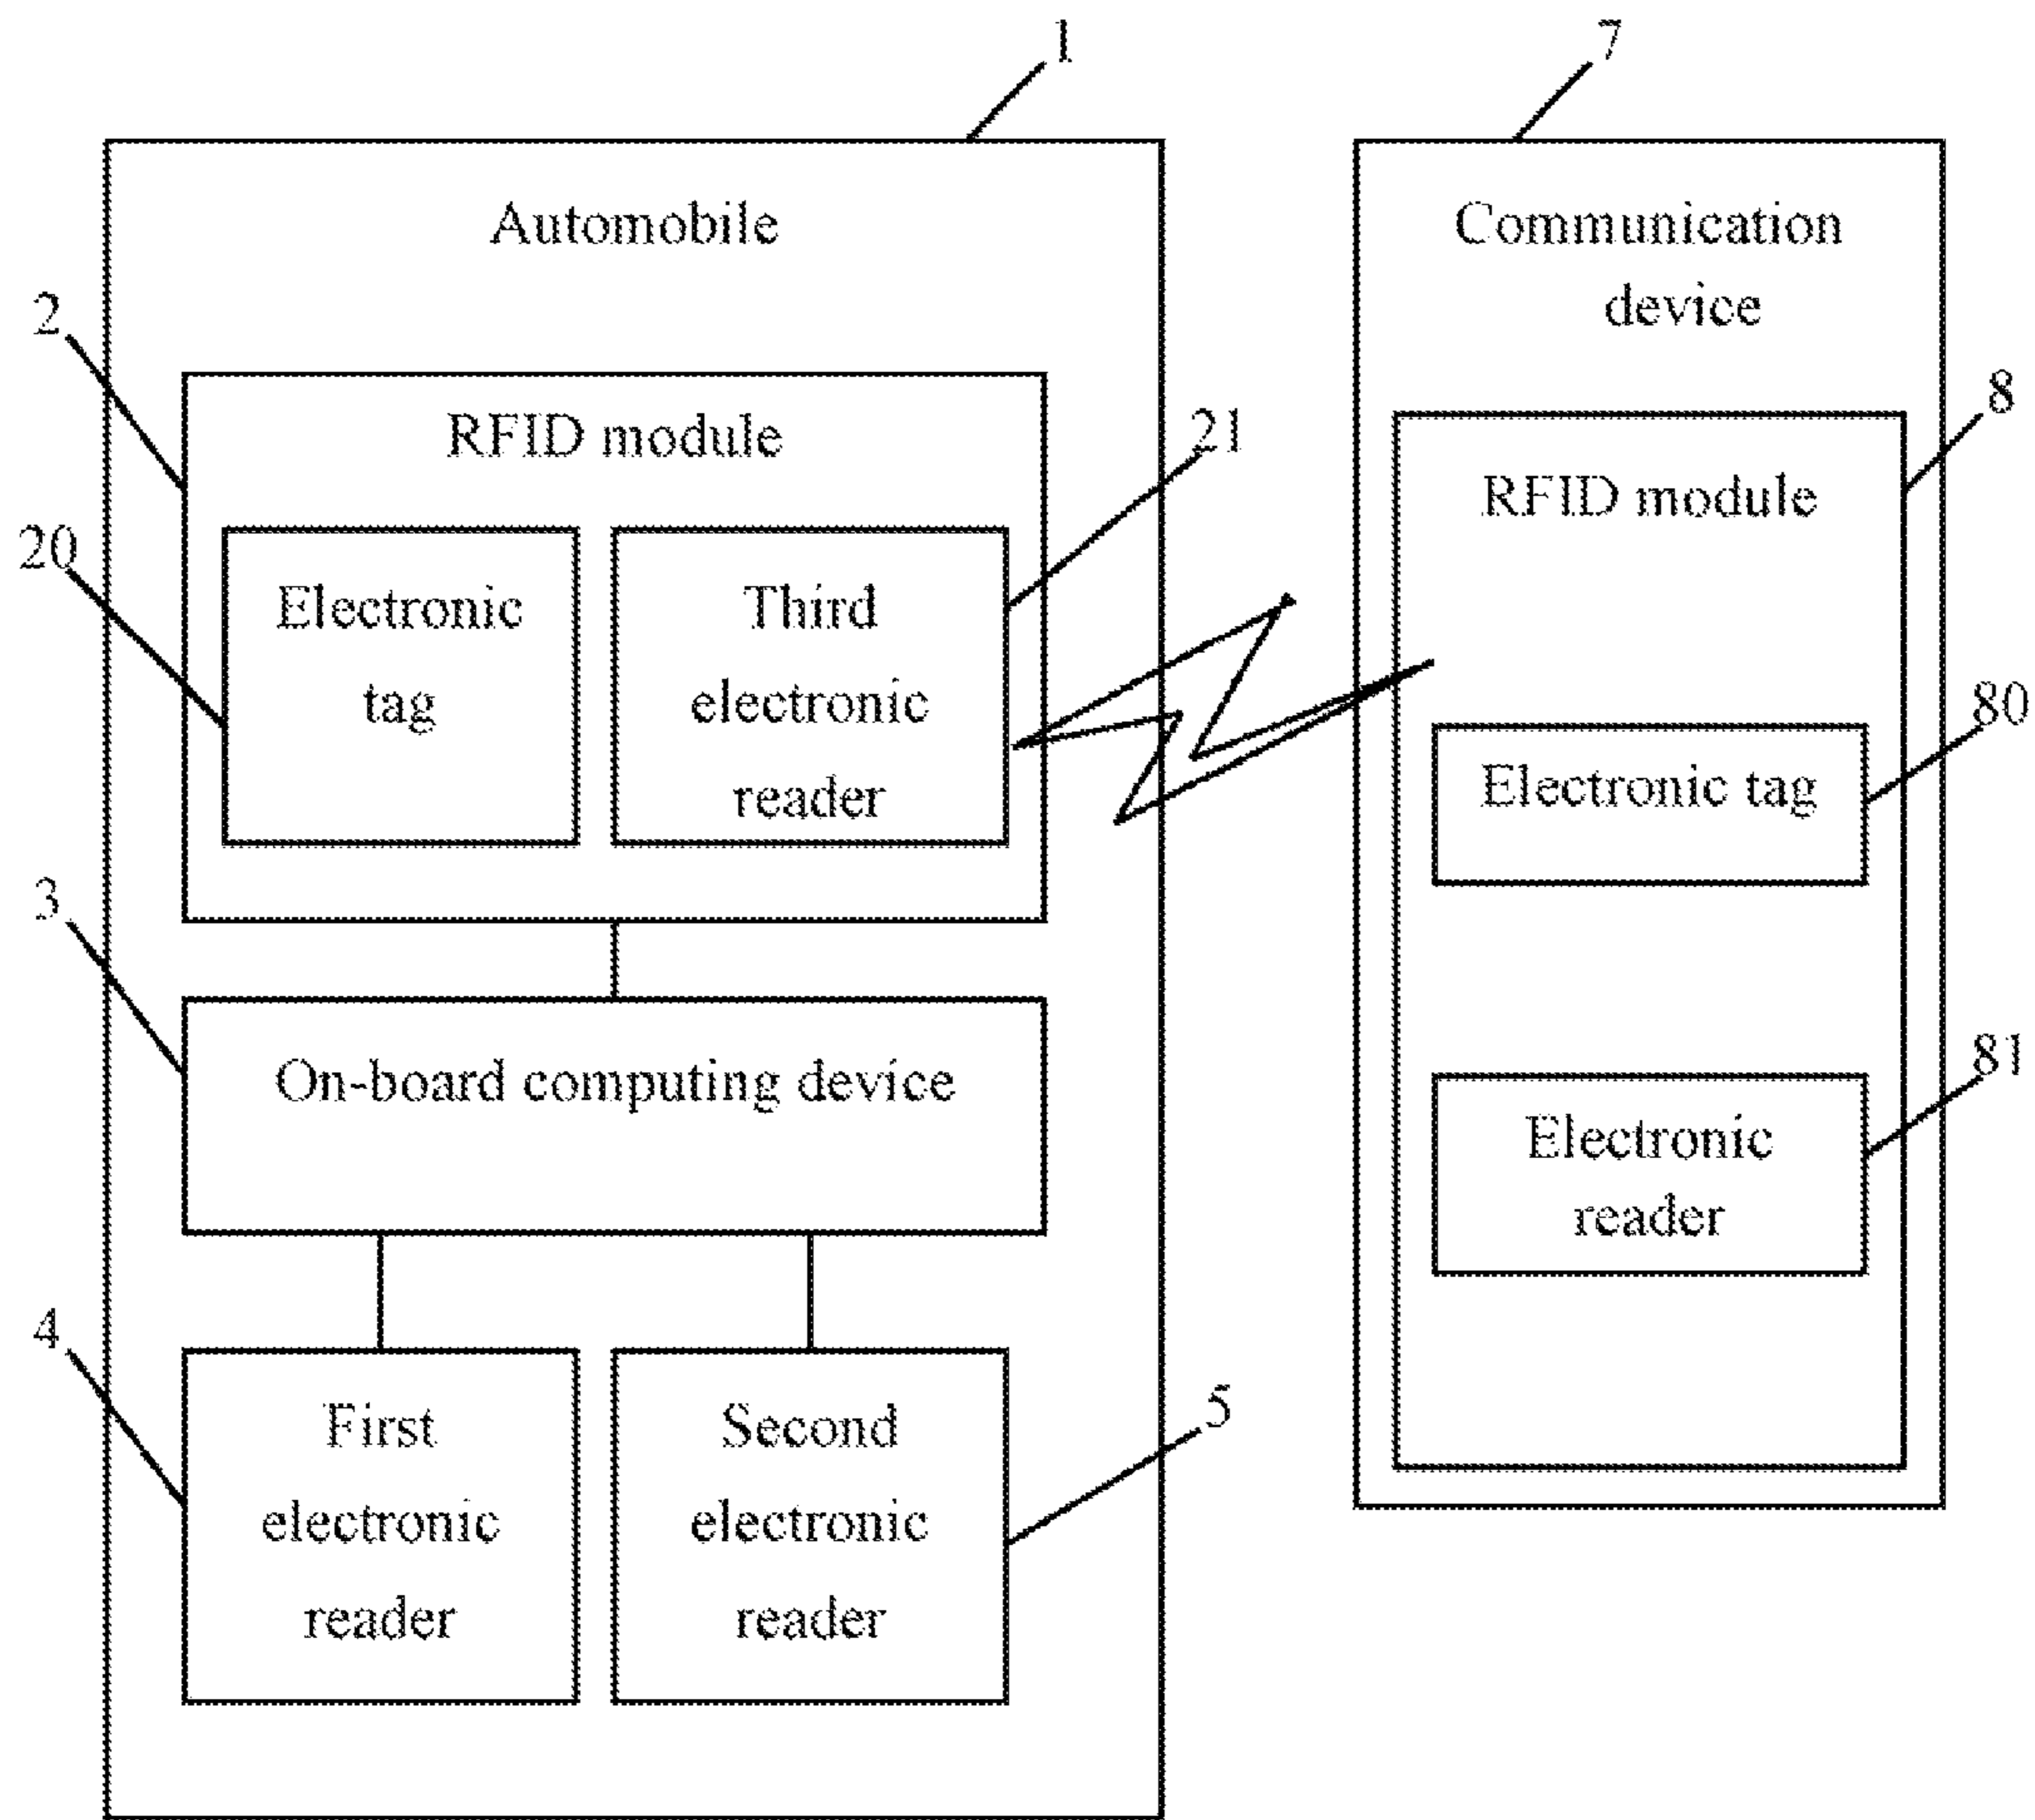 1
7
Automobile
Communication
device
2
8
RFID module
21
RFID module
20
Electronic
tag
Third
electronic
reader
80
Electronic tag
3
On-board computing device
81
Electronic
reader
4
First
electronic
reader
Second
electronic
reader
5